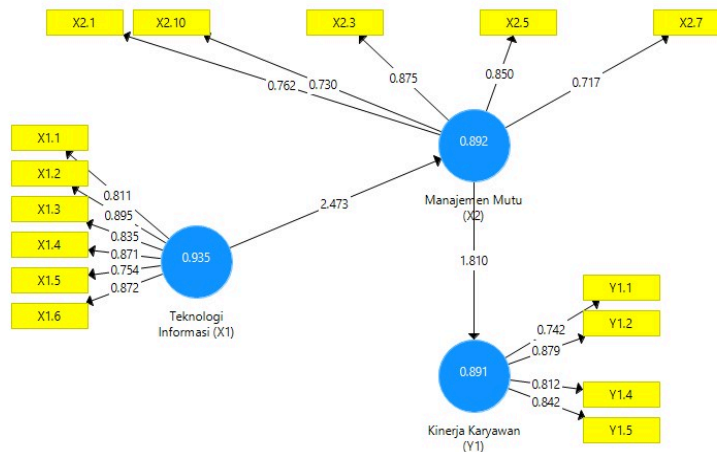 X2.1
X2.10
X2.3
X2.5
X2.7
0.762
0.730
0.875
0.850
0.717
0.892
Manajemen Mutu
(X2)
X1.1
X1.2
X1.3
X1.4
X1.5
X1.6
0.811
0.895
0.835
0.871
0.754
0.872
0.935
Teknologi
Informasi (X1)
2.473
1.810
0.891
Kinerja Karyawan
(Y1)
0.742
0.879
0.812
0.842
Y1.1
Y1.2
Y1.4
Y1.5